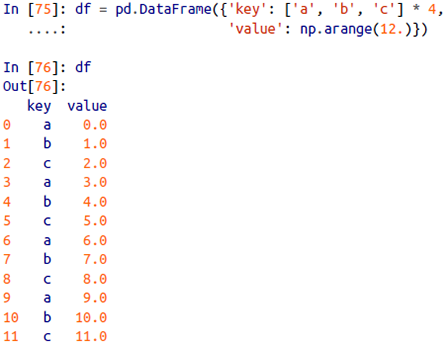 In [75]: df = pd.DataFrame({'key': ['a', 'b', 'c'] * 4,
   ....:                    'value': np.arange(12.)})

In [76]: df
Out[76]:
   key  value
0    a    0.0
1    b    1.0
2    c    2.0
3    a    3.0
4    b    4.0
5    c    5.0
6    a    6.0
7    b    7.0
8    c    8.0
9    a    9.0
10   b   10.0
11   c   11.0